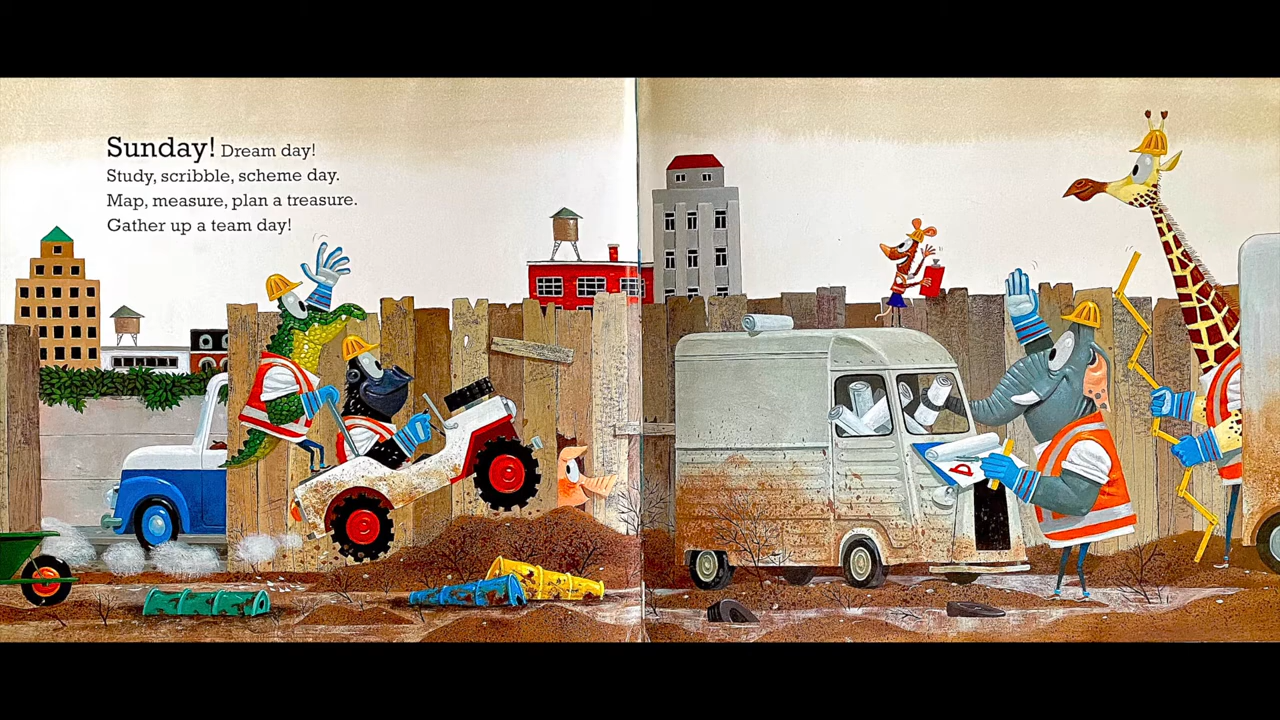 Sunday! Dream day!
Study, scribble, scheme day.
Map, measure, plan a treasure.
Gather up a team day!
D